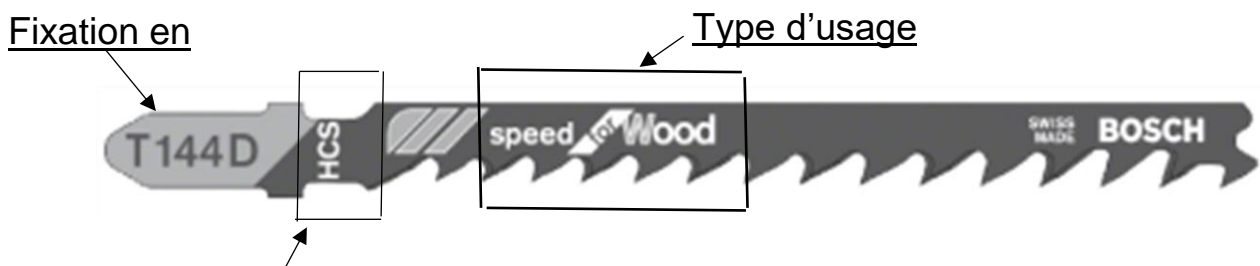 Fixation en
Type d’usage
T144D
HCS
speed for Wood
SWISS
MADE
BOSCH